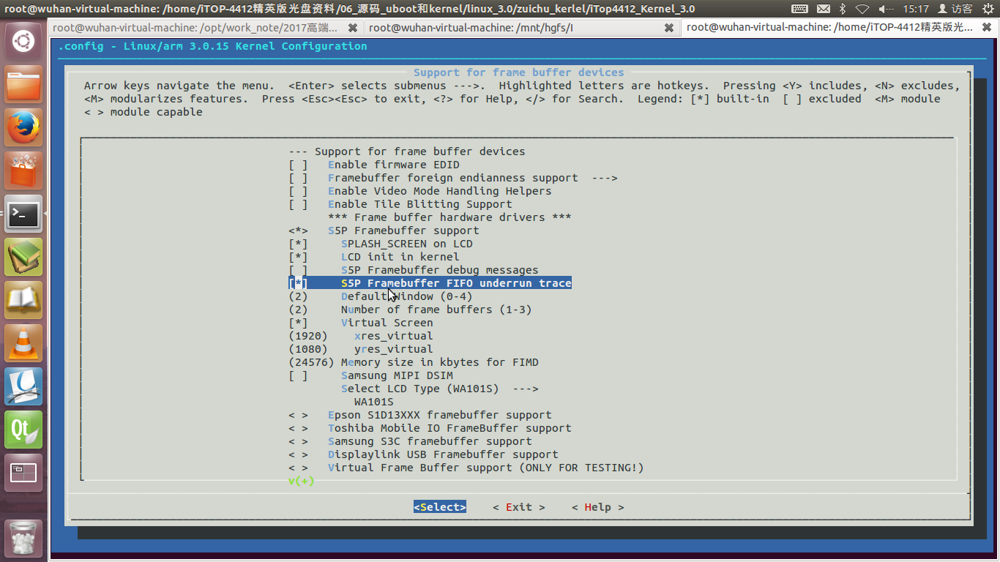 root@wuhan-virtual-machine: /home/iTOP-4412精英版光盘资料/06_源码_uboot和kernel/linux_3.0/zuichu_kerlel/iTop4412_Kernel_3.0
15:17
访客
root@wuhan-virtual-machine: /opt/work_note/2017高端...
root@wuhan-virtual-machine: /mnt/hgfs/I
root@wuhan-virtual-machine: /home/iTOP-4412精英版光...
.config - Linux/arm 3.0.15 Kernel Configuration
Support for frame buffer devices
Arrow keys navigate the menu.  <Enter> selects submenus --->.  Highlighted letters are hotkeys.  Pressing <Y> includes, <N> excludes,
<M> modularizes features.  Press <Esc><Esc> to exit, <?> for Help, </> for Search.  Legend: [*] built-in  [ ] excluded  <M> module
< > module capable
--- Support for frame buffer devices
[ ]   Enable firmware EDID
[ ]   Framebuffer foreign endianness support  --->
[ ]   Enable Video Mode Handling Helpers
[ ]   Enable Tile Blitting Support
*** Frame buffer hardware drivers ***
<*>   S5P Framebuffer support
[*]     SPLASH_SCREEN on LCD
[*]     LCD init in kernel
[ ]     S5P Framebuffer debug messages
[*]     S5P Framebuffer FIFO underrun trace
(2)     Default Window (0-4)
(2)     Number of frame buffers (1-3)
[*]     Virtual Screen
(1920)    xres_virtual
(1080)    yres_virtual
(24576) Memory size in kbytes for FIMD
[ ]     Samsung MIPI DSIM
Select LCD Type (WA101S)  --->
WA101S
< >   Epson S1D13XXX framebuffer support
< >   Toshiba Mobile IO FrameBuffer support
< >   Samsung S3C framebuffer support
< >   Displaylink USB Framebuffer support
< >   Virtual Frame Buffer support (ONLY FOR TESTING!)
v(+)
<Select>    < Exit >    < Help >
Qt